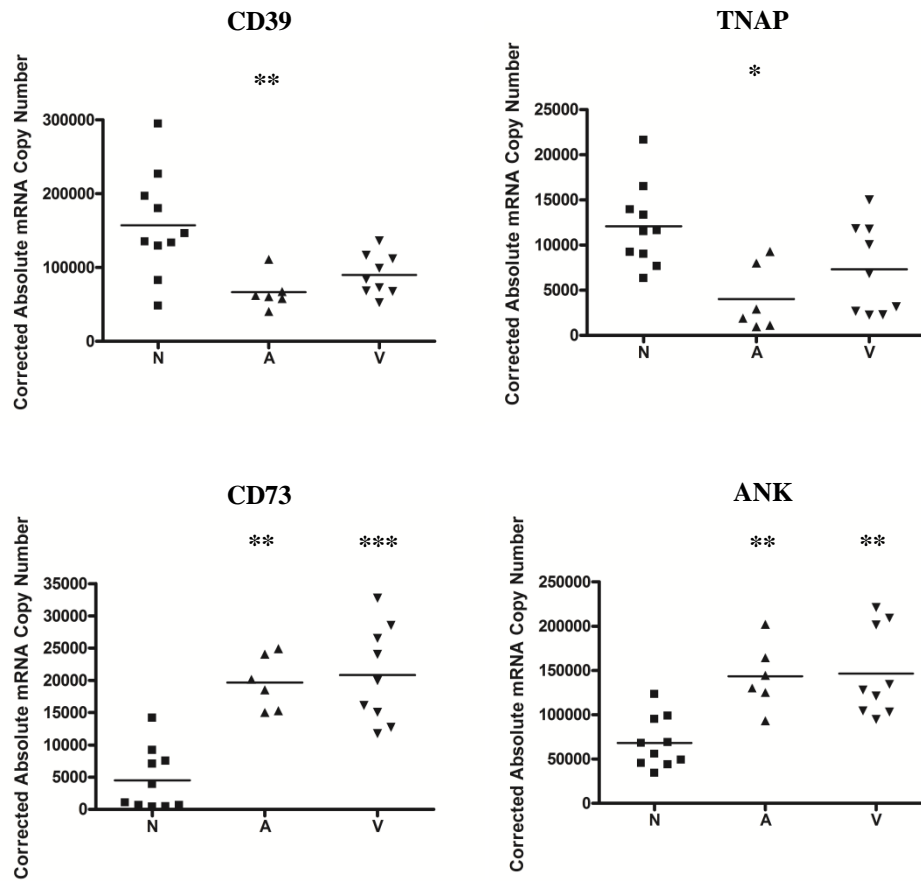 CD39
**
Corrected Absolute mRNA Copy Number
300000
200000
100000
0
N A V
TNAP
*
Corrected Absolute mRNA Copy Number
25000
20000
15000
10000
5000
0
N A V
CD73
** ***
Corrected Absolute mRNA Copy Number
35000
30000
25000
20000
15000
10000
5000
0
N A V
ANK
** **
Corrected Absolute mRNA Copy Number
250000
200000
150000
100000
50000
0
N A V